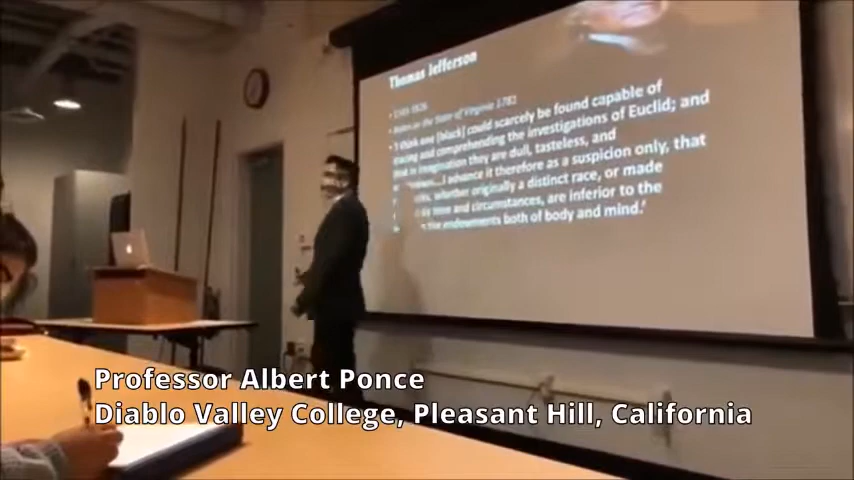 Thomas Jefferson
Notes on the State of Virginia 1781
'I think one [black] could scarcely be found capable of
tracing and comprehending the investigations of Euclid; and
that in imagination they are dull, tasteless, and
I advance it therefore as a suspicion only, that
whether originally a distinct race, or made
time and circumstances, are inferior to the
endowments both of body and mind.'
Professor Albert Ponce
Diablo Valley College, Pleasant Hill, California